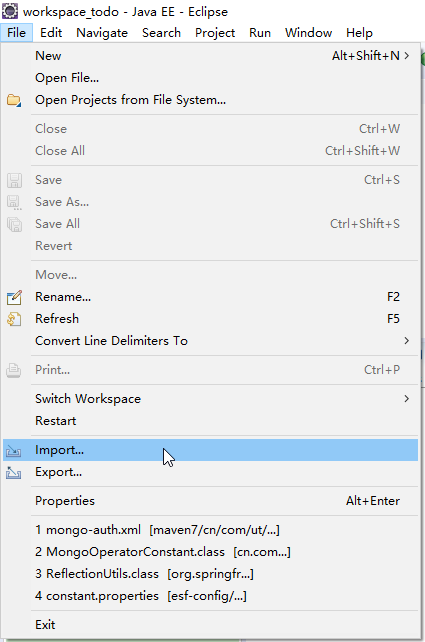 workspace_todo - Java EE - Eclipse
File Edit Navigate Search Project Run Window Help
New Alt+Shift+N
Open File...
Open Projects from File System...
Close Ctrl+W
Close All Ctrl+Shift+W
Save Ctrl+S
Save As...
Save All Ctrl+Shift+S
Revert
Move...
Rename... F2
Refresh F5
Convert Line Delimiters To
Print... Ctrl+P
Switch Workspace
Restart
Import...
Export...
Properties Alt+Enter
1 mongo-auth.xml [maven7/cn/com/ut/...]
2 MongoOperatorConstant.class [cn.com...]
3 ReflectionUtils.class [org.springfr...]
4 constant.properties [esf-config/...]
Exit